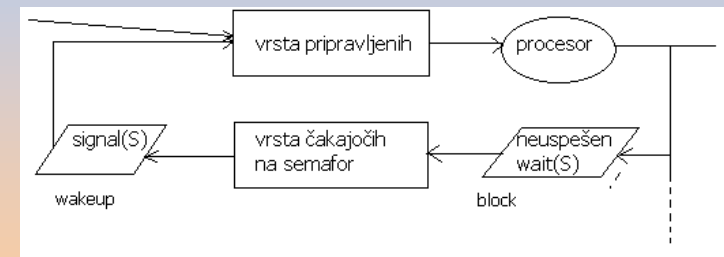 vrsta pripravljenih
procesor
signal(S)
vrsta čakajočih
na semafor
neuspešen
wait(S)
wakeup
block